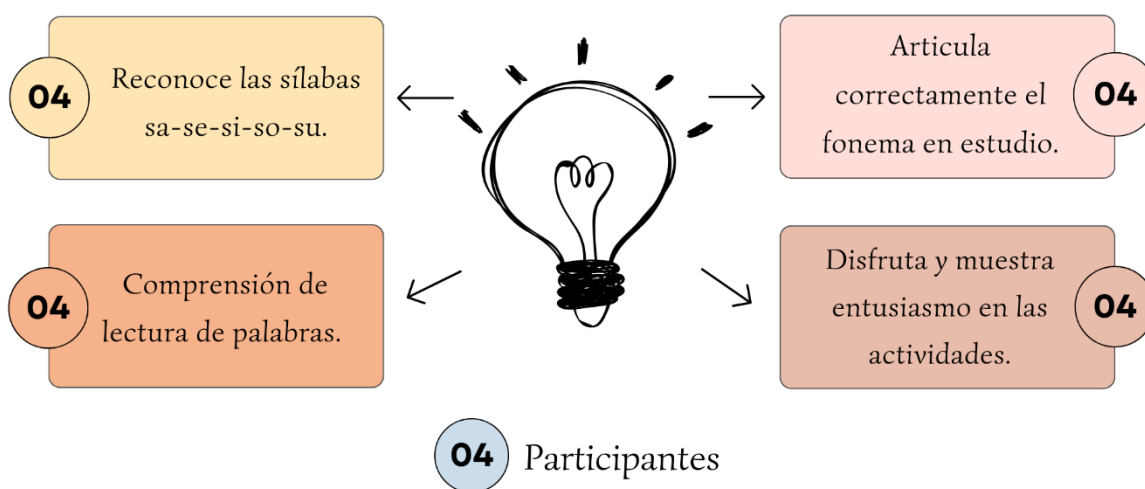 04
Reconoce las sílabas
sa-se-si-so-su.
Articula
correctamente el
fonema en estudio.
04
04
Comprensión de
lectura de palabras.
Disfruta y muestra
entusiasmo en las
actividades.
04
04 Participantes